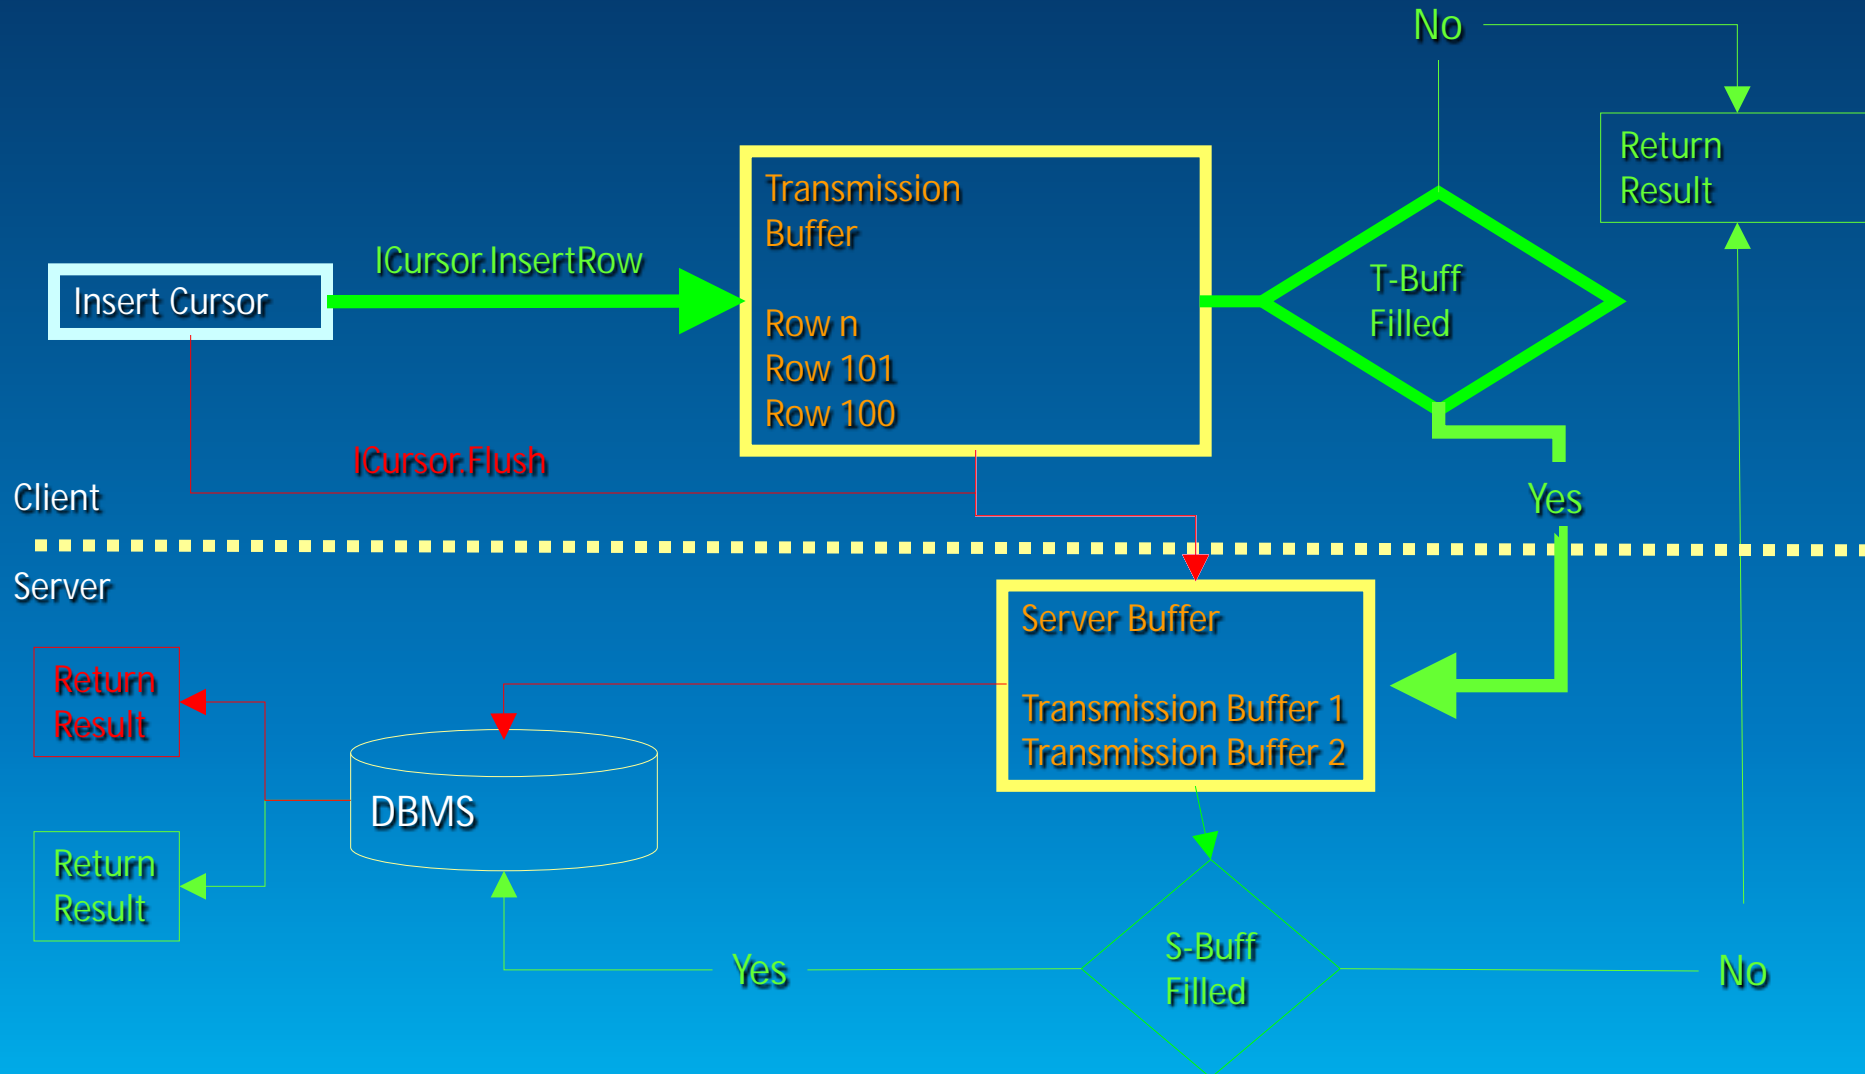 No
Return
Result
Transmission
Buffer
Row n
Row 101
Row 100
ICursor.InsertRow
Insert Cursor
T-Buff
Filled
ICursor.Flush
Client
Yes
Server
Server Buffer
Transmission Buffer 1
Transmission Buffer 2
Return
Result
DBMS
Return
Result
S-Buff
Filled
Yes
No